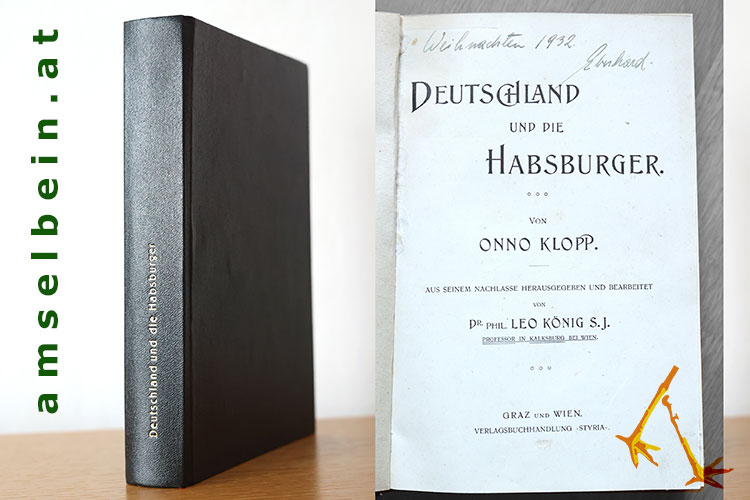 amselbein.at
Deutschland und die Habsburger
Weihnachten 1932.
Eberhard.
DEUTSCHLAND
UND DIE
HABSBURGER.
VON
ONNO KLOPP.
AUS SEINEM NACHLASSE HERAUSGEGEBEN UND BEARBEITET
VON
DR. PHIL. LEO KÖNIG S. J.
PROFESSOR IN KALKSBURG BEI WIEN.
GRAZ UND WIEN.
VERLAGSBUCHHANDLUNG ›STYRIA‹.